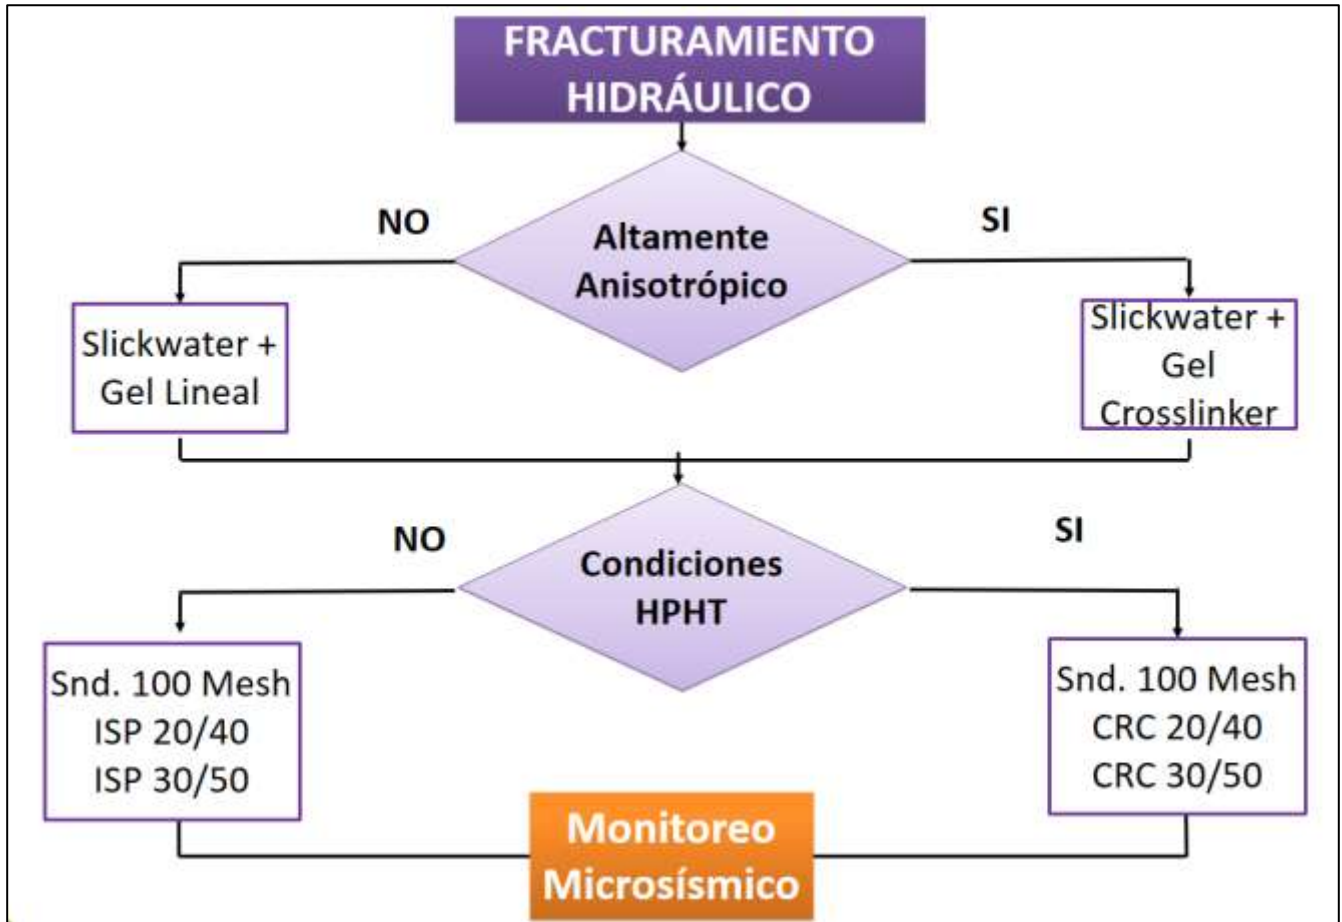 FRACTURAMIENTO
HIDRÁULICO
NO
SI
Altamente
Anisotrópico
Slickwater +
Gel Lineal
Slickwater +
Gel
Crosslinker
NO
SI
Condiciones
HPHT
Snd. 100 Mesh
ISP 20/40
ISP 30/50
Snd. 100 Mesh
CRC 20/40
CRC 30/50
Monitoreo
Microsísmico